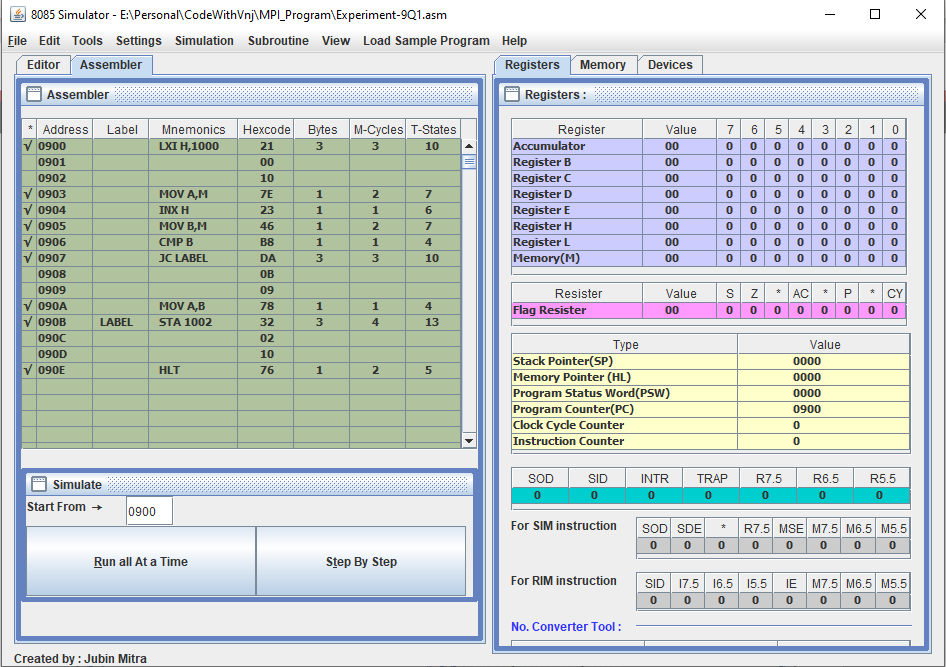 8085 Simulator - E:\Personal\CodeWithVnj\MPI_Program\Experiment-9Q1.asm
File Edit Tools Settings Simulation Subroutine View Load Sample Program Help
Editor Assembler
Assembler
* Address Label Mnemonics Hexcode Bytes M-Cycles T-States
√ 0900 LXI H,1000 21 3 3 10
0901 00
0902 10
√ 0903 MOV A,M 7E 1 2 7
√ 0904 INX H 23 1 1 6
√ 0905 MOV B,M 46 1 2 7
√ 0906 CMP B B8 1 1 4
√ 0907 JC LABEL DA 3 3 10
0908 0B
0909 09
√ 090A MOV A,B 78 1 1 4
√ 090B LABEL STA 1002 32 3 4 13
090C 02
090D 10
√ 090E HLT 76 1 2 5
Simulate
Start From → 0900
Run all At a Time Step By Step
Created by : Jubin Mitra
Registers Memory Devices
Registers :
Register Value 7 6 5 4 3 2 1 0
Accumulator 00 0 0 0 0 0 0 0 0
Register B 00 0 0 0 0 0 0 0 0
Register C 00 0 0 0 0 0 0 0 0
Register D 00 0 0 0 0 0 0 0 0
Register E 00 0 0 0 0 0 0 0 0
Register H 00 0 0 0 0 0 0 0 0
Register L 00 0 0 0 0 0 0 0 0
Memory(M) 00 0 0 0 0 0 0 0 0
Resister Value S Z * AC * P * CY
Flag Resister 00 0 0 0 0 0 0 0 0
Type Value
Stack Pointer(SP) 0000
Memory Pointer (HL) 0000
Program Status Word(PSW) 0000
Program Counter(PC) 0900
Clock Cycle Counter 0
Instruction Counter 0
SOD SID INTR TRAP R7.5 R6.5 R5.5
0 0 0 0 0 0 0
For SIM instruction
SOD SDE * R7.5 MSE M7.5 M6.5 M5.5
0 0 0 0 0 0 0 0
For RIM instruction
SID I7.5 I6.5 I5.5 IE M7.5 M6.5 M5.5
0 0 0 0 0 0 0 0
No. Converter Tool :